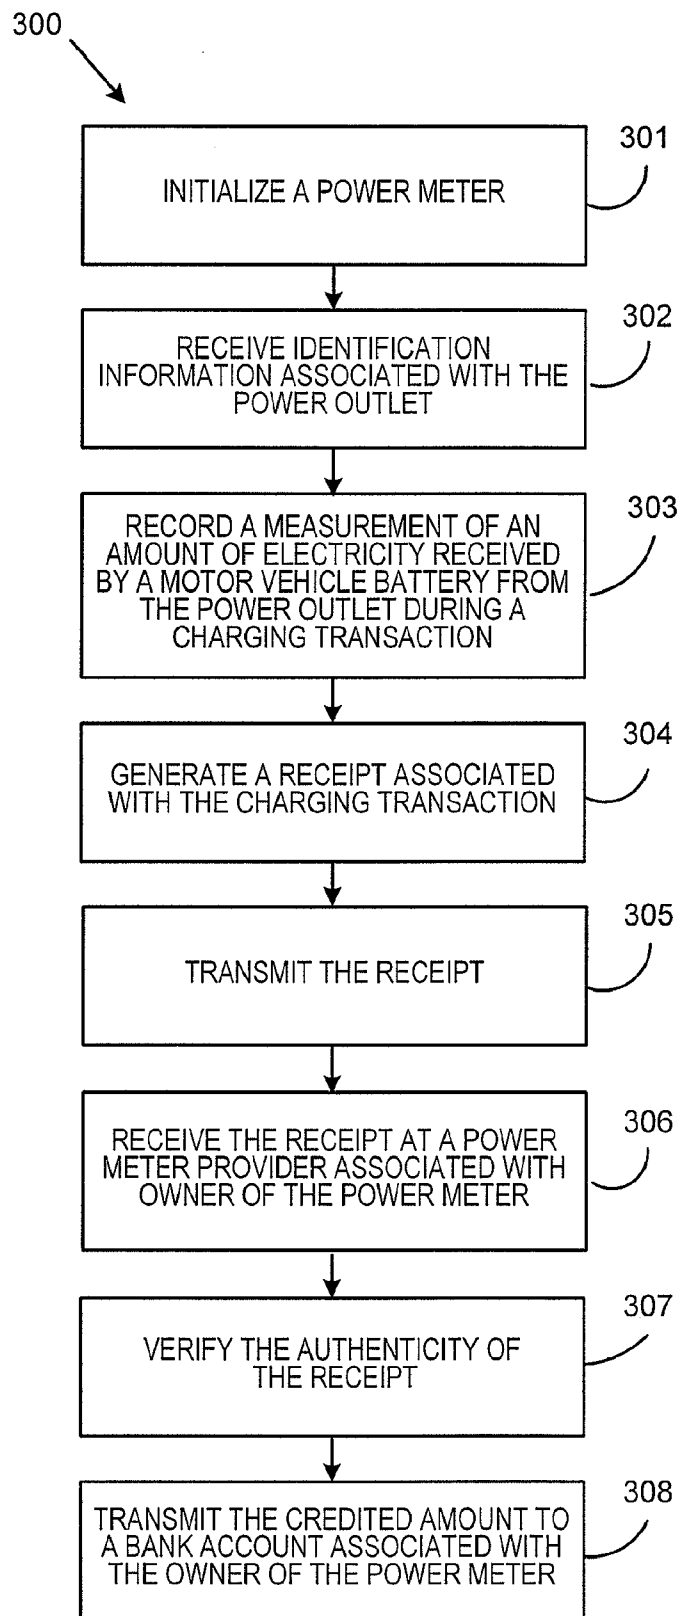 300
301
INITIALIZE A POWER METER
302
RECEIVE IDENTIFICATION
INFORMATION ASSOCIATED WITH THE
POWER OUTLET
303
RECORD A MEASUREMENT OF AN
AMOUNT OF ELECTRICITY RECEIVED
BY A MOTOR VEHICLE BATTERY FROM
THE POWER OUTLET DURING A
CHARGING TRANSACTION
304
GENERATE A RECEIPT ASSOCIATED
WITH THE CHARGING TRANSACTION
305
TRANSMIT THE RECEIPT
306
RECEIVE THE RECEIPT AT A POWER
METER PROVIDER ASSOCIATED WITH
OWNER OF THE POWER METER
307
VERIFY THE AUTHENTICITY OF
THE RECEIPT
308
TRANSMIT THE CREDITED AMOUNT TO
A BANK ACCOUNT ASSOCIATED WITH
THE OWNER OF THE POWER METER